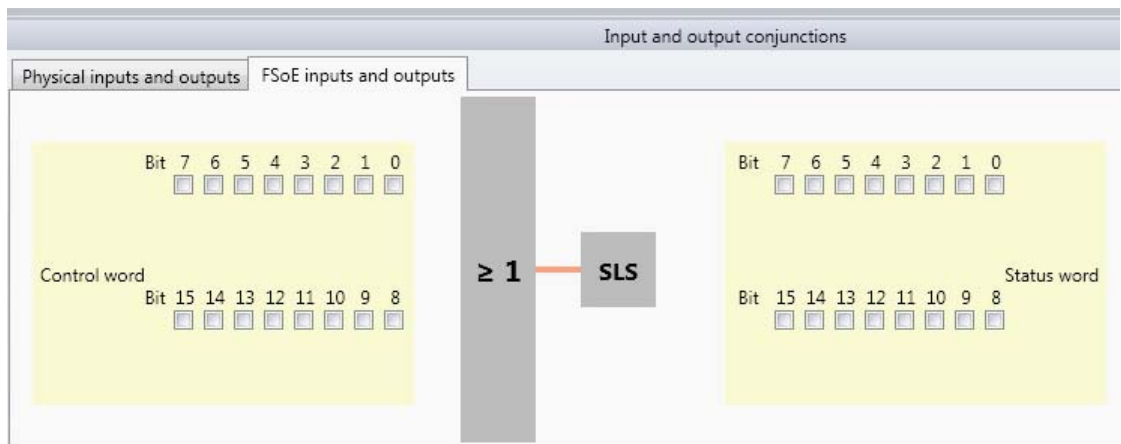 Input and output conjunctions
Physical inputs and outputs FSoE inputs and outputs
Bit 7 6 5 4 3 2 1 0
Control word
Bit 15 14 13 12 11 10 9 8
≥ 1
SLS
Bit 7 6 5 4 3 2 1 0
Status word
Bit 15 14 13 12 11 10 9 8